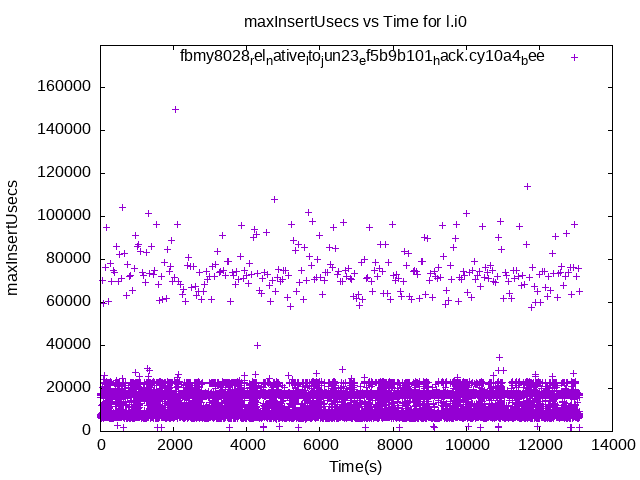 maxInsertUsecs vs Time for l.i0
fbmy8028relnativeltojun23ef5b9b101hack.cy10a4bee
160000
140000
120000
100000
80000
60000
40000
20000
0
maxInsertUsecs
0 2000 4000 6000 8000 10000 12000 14000
Time(s)